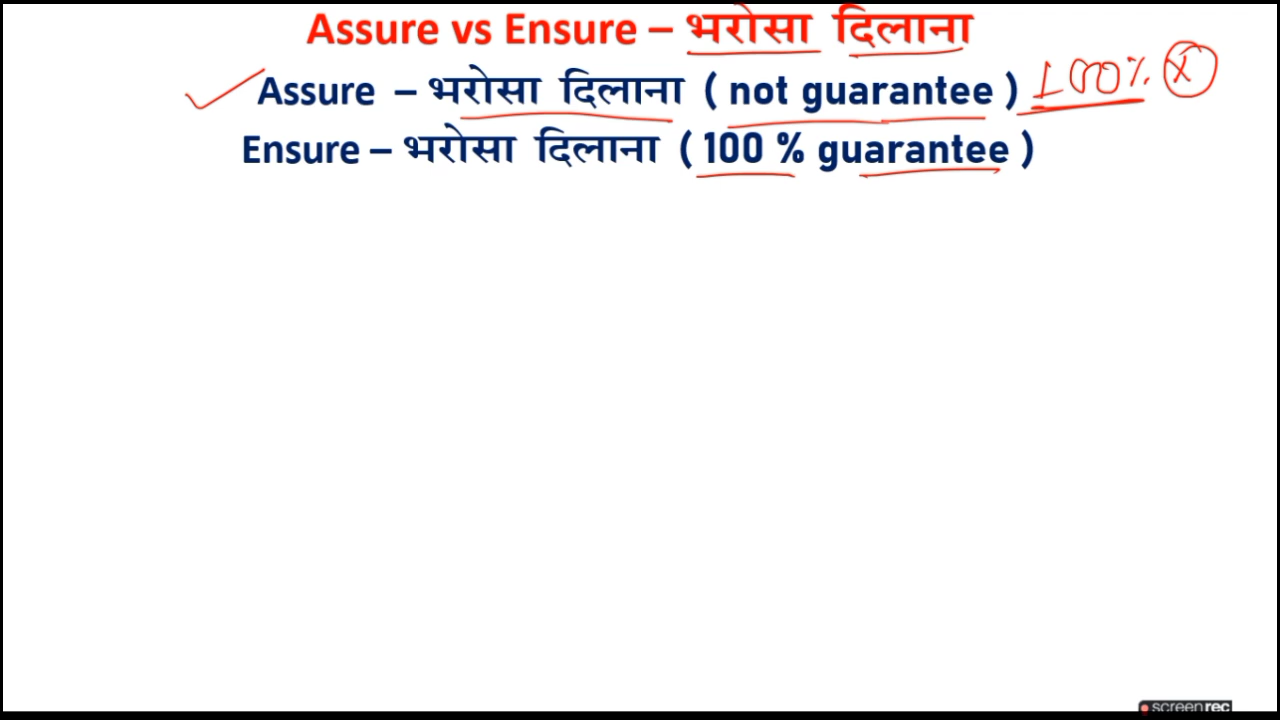 Assure vs Ensure – भरोसा दिलाना
Assure – भरोसा दिलाना ( not guarantee ) 100% X
Ensure – भरोसा दिलाना ( 100 % guarantee )
screenrec